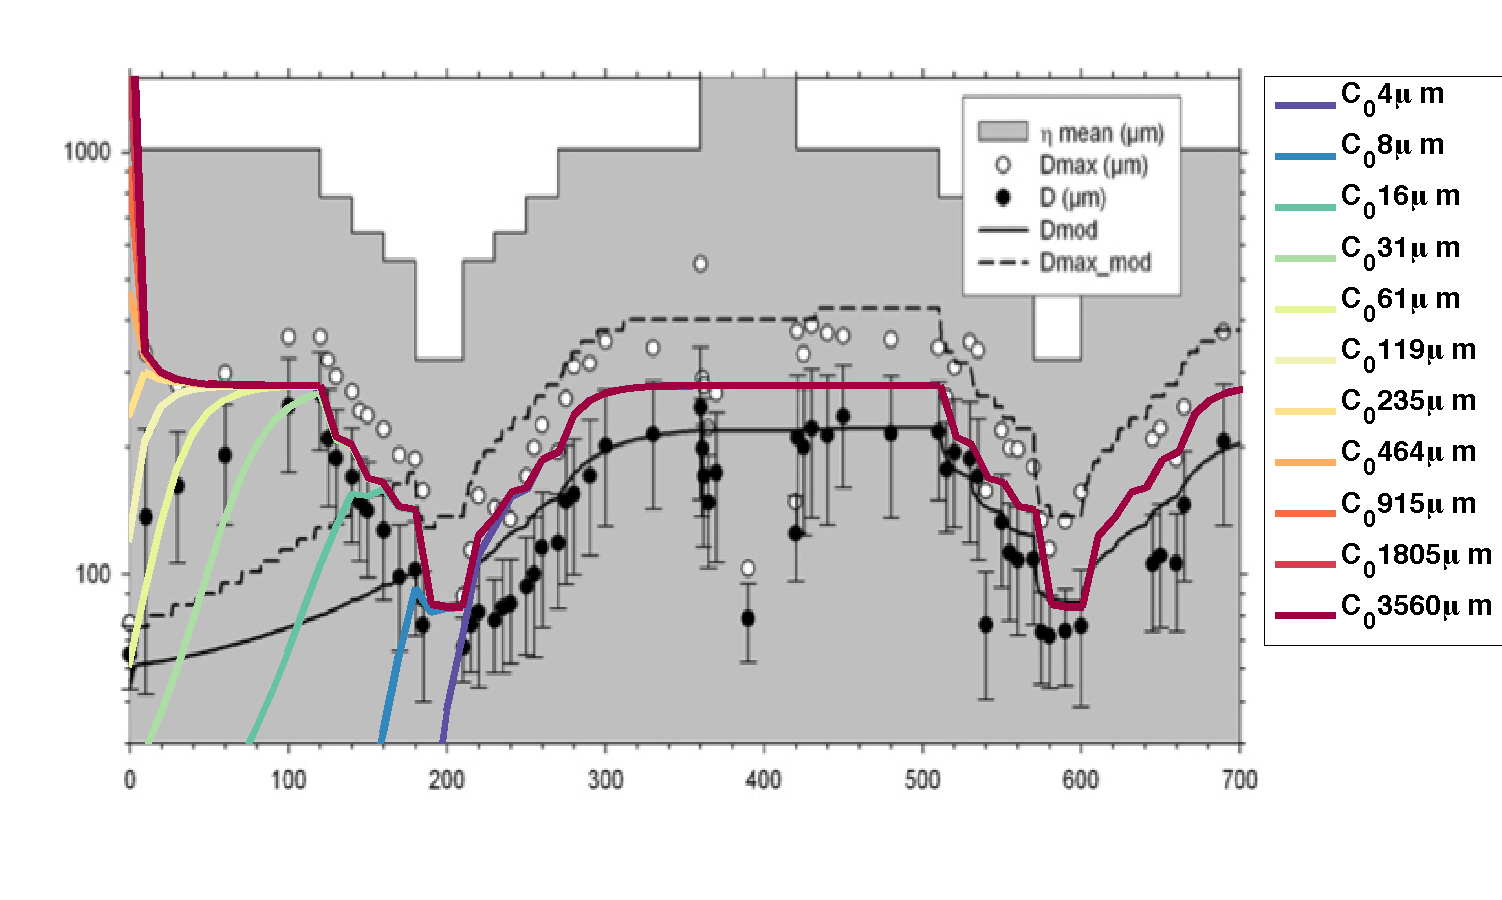 1000
100
0 100 200 300 400 500 600 700
η mean (µm)
Dmax (µm)
D (µm)
Dmod
Dmax_mod
C04µ m
C08µ m
C016µ m
C031µ m
C061µ m
C0119µ m
C0235µ m
C0464µ m
C0915µ m
C01805µ m
C03560µ m